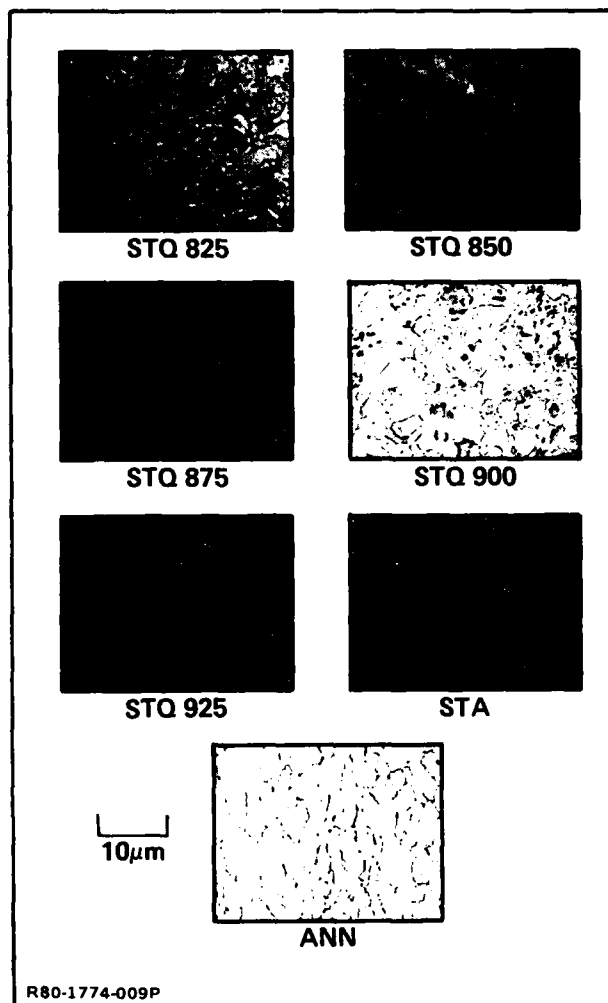 STQ 825
STQ 850
STQ 875
STQ 900
STQ 925
STA
10μm
ANN
R80-1774-009P